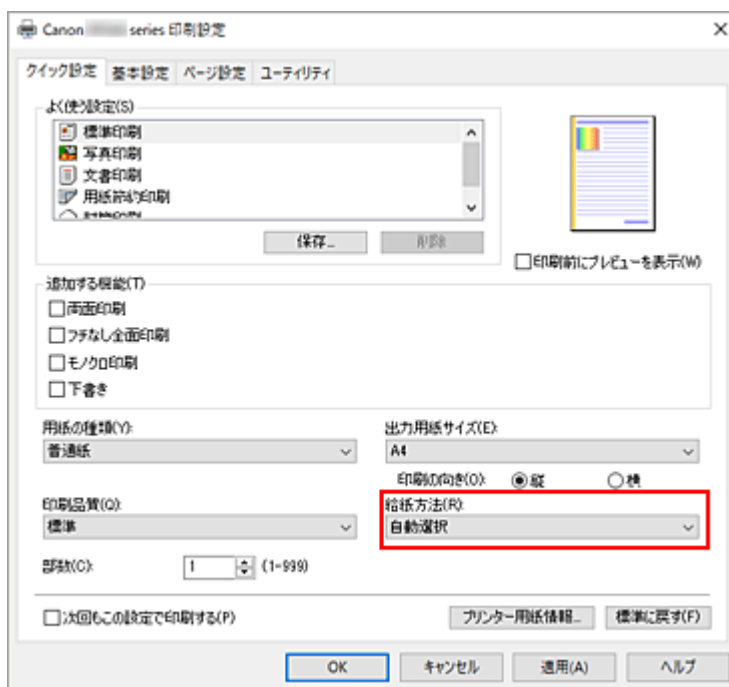 Canon series 印刷設定
クイック設定 基本設定 ページ設定 ユーティリティ
よく使う設定(S)
標準印刷
写真印刷
文書印刷
用紙節約印刷
保存... 削除
印刷前にプレビューを表示(W)
追加する機能(T)
両面印刷
フチなし全面印刷
モノクロ印刷
下書き
用紙の種類(Y):
普通紙
出力用紙サイズ(E):
A4
印刷の向き(O): 縦 横
印刷品質(Q):
標準
給紙方法(R):
自動選択
部数(C): 1 (1-999)
次回もこの設定で印刷する(P)
プリンター用紙情報... 標準に戻す(F)
OK キャンセル 適用(A) ヘルプ